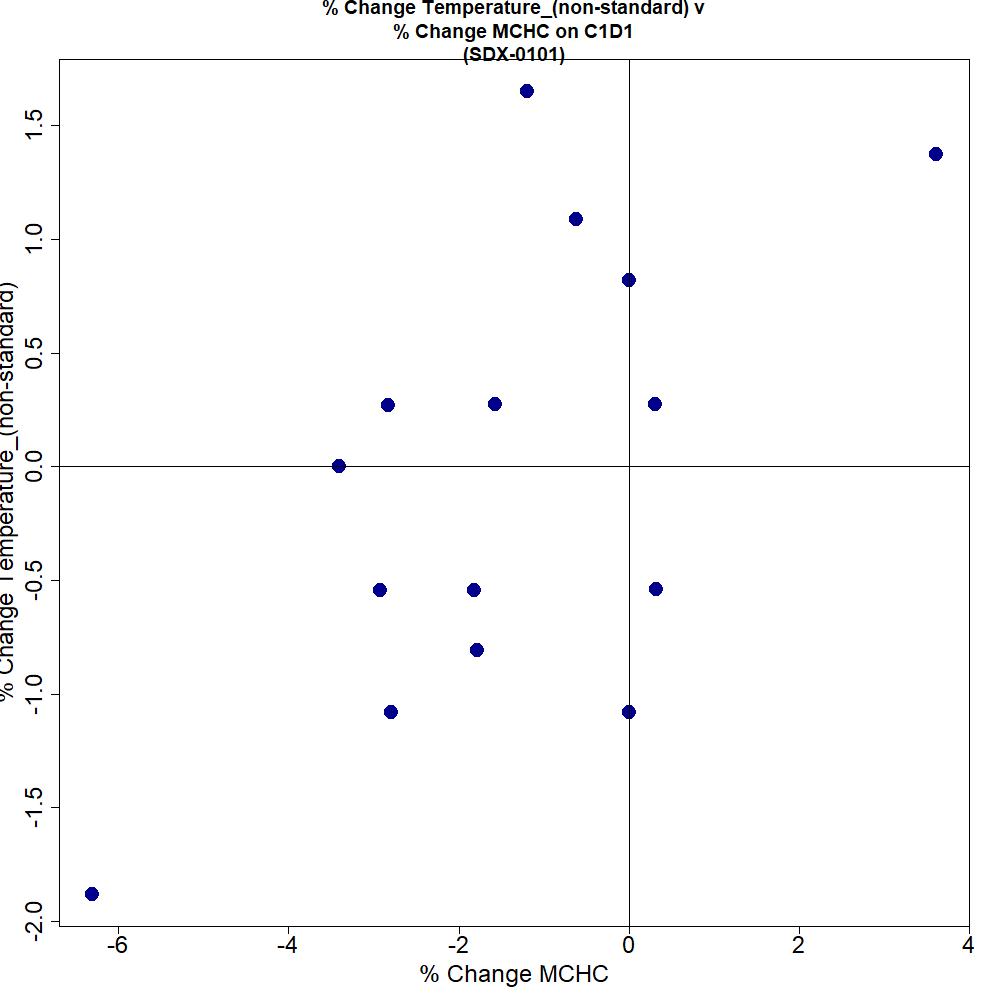 % Change Temperature_(non-standard) v
% Change MCHC on C1D1
(SDX-0101)
% Change Temperature_(non-standard)
1.5
1.0
0.5
0.0
-0.5
-1.0
-1.5
-2.0
-6
-4
-2
0
2
4
% Change MCHC